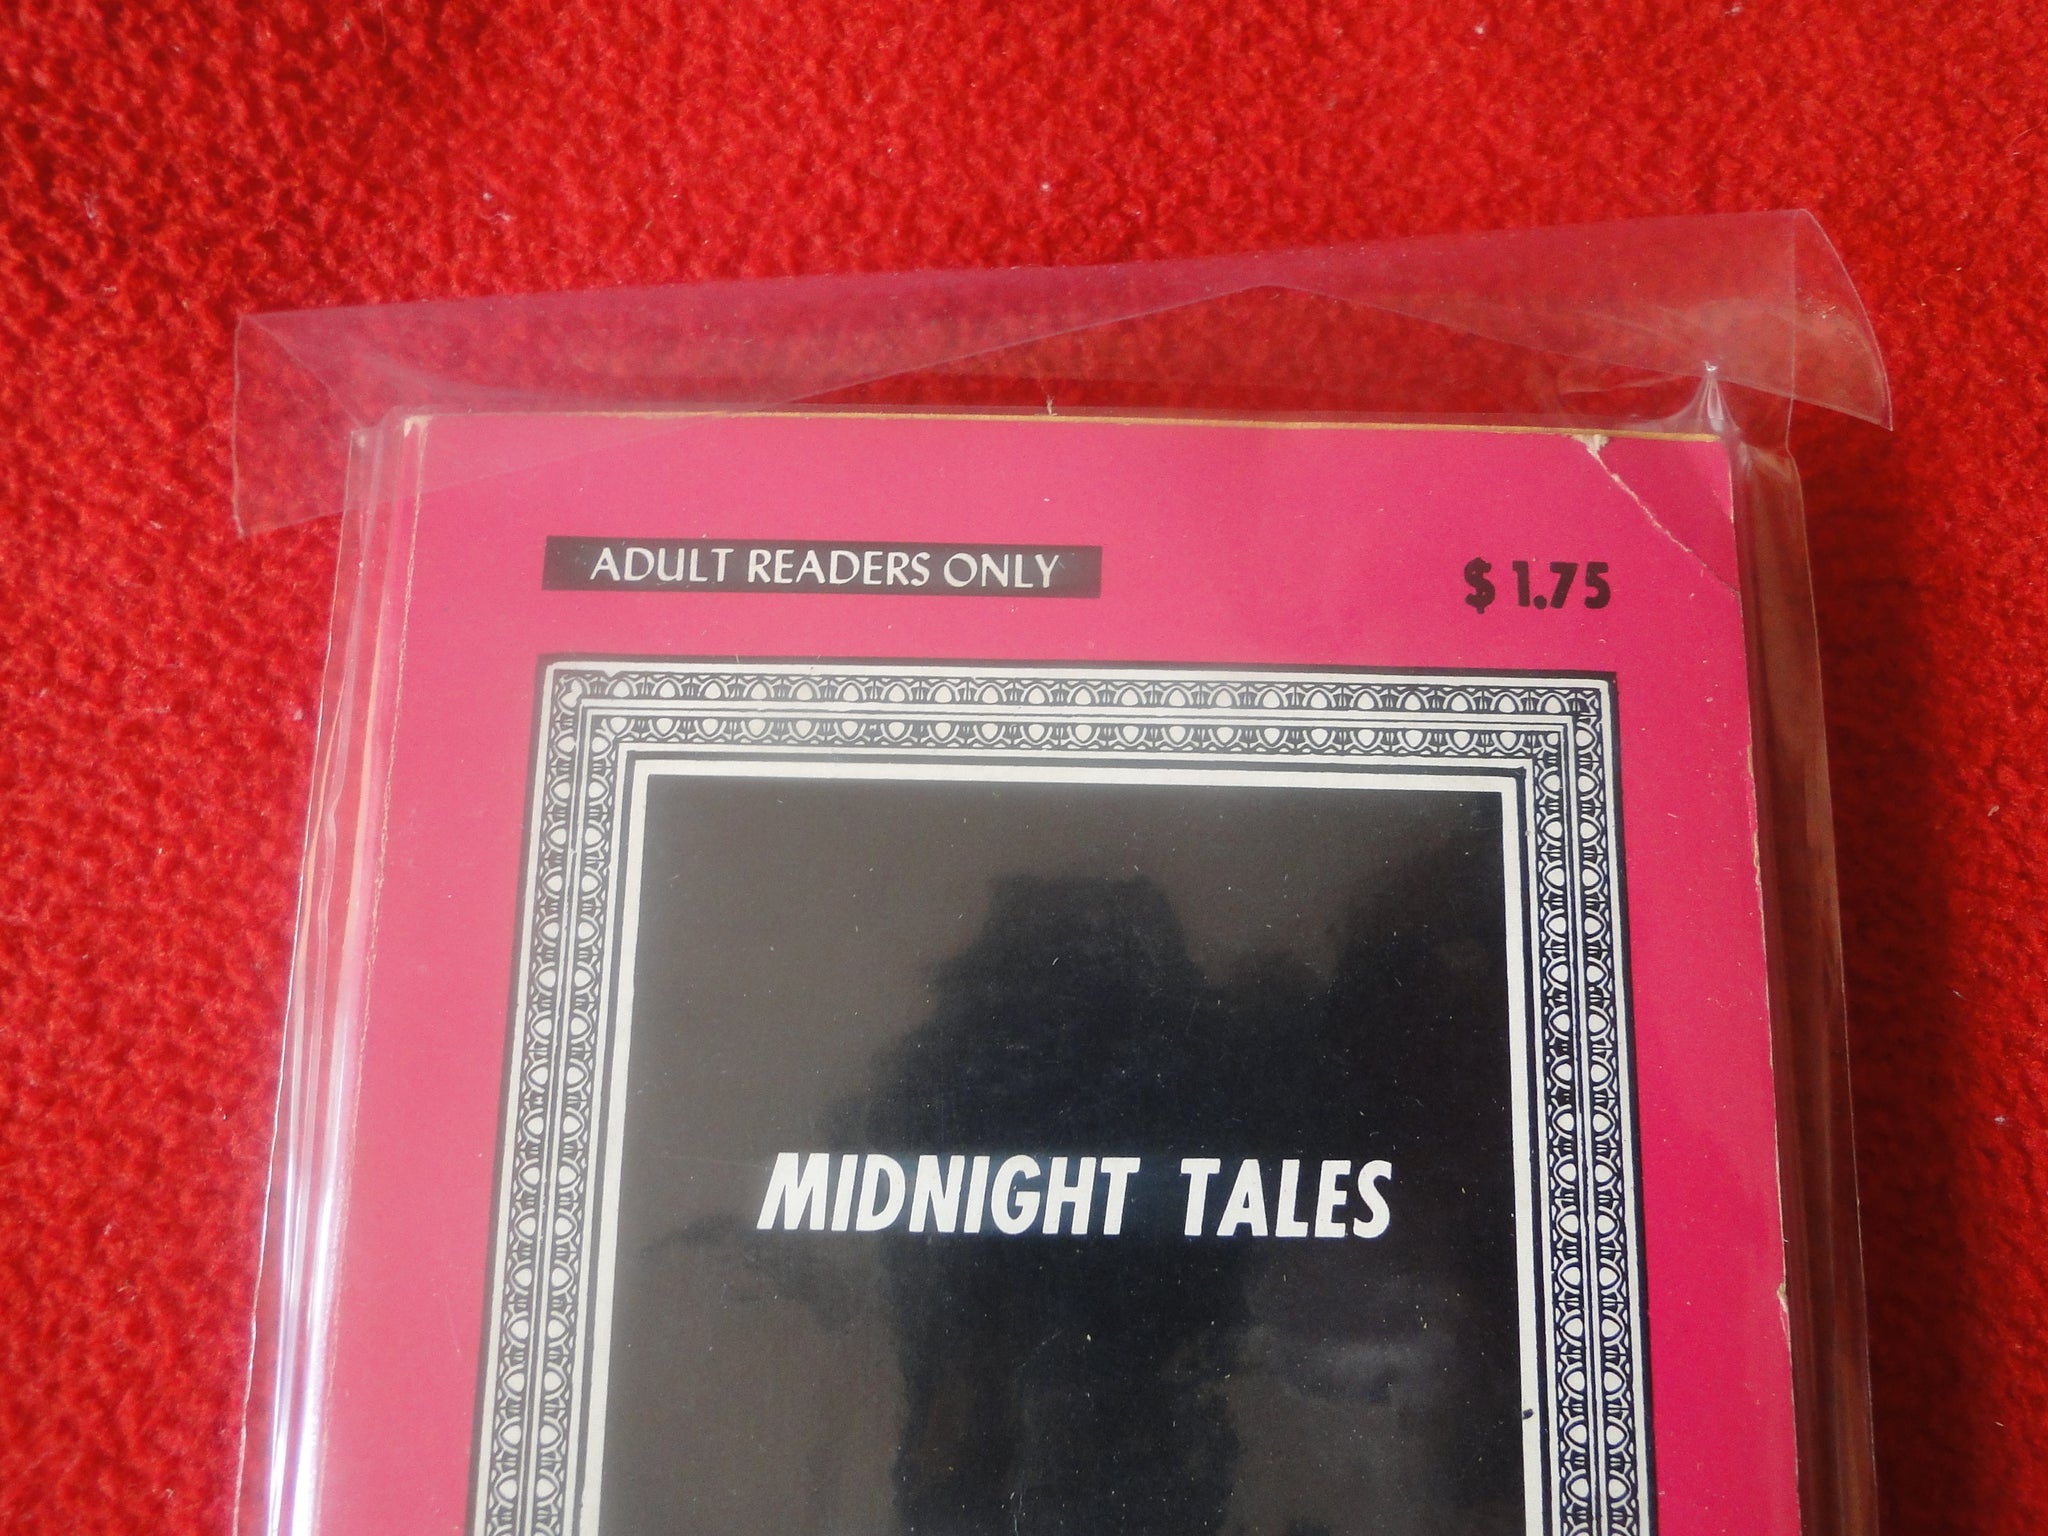 ADULT READERS ONLY
$1.75
MIDNIGHT TALES